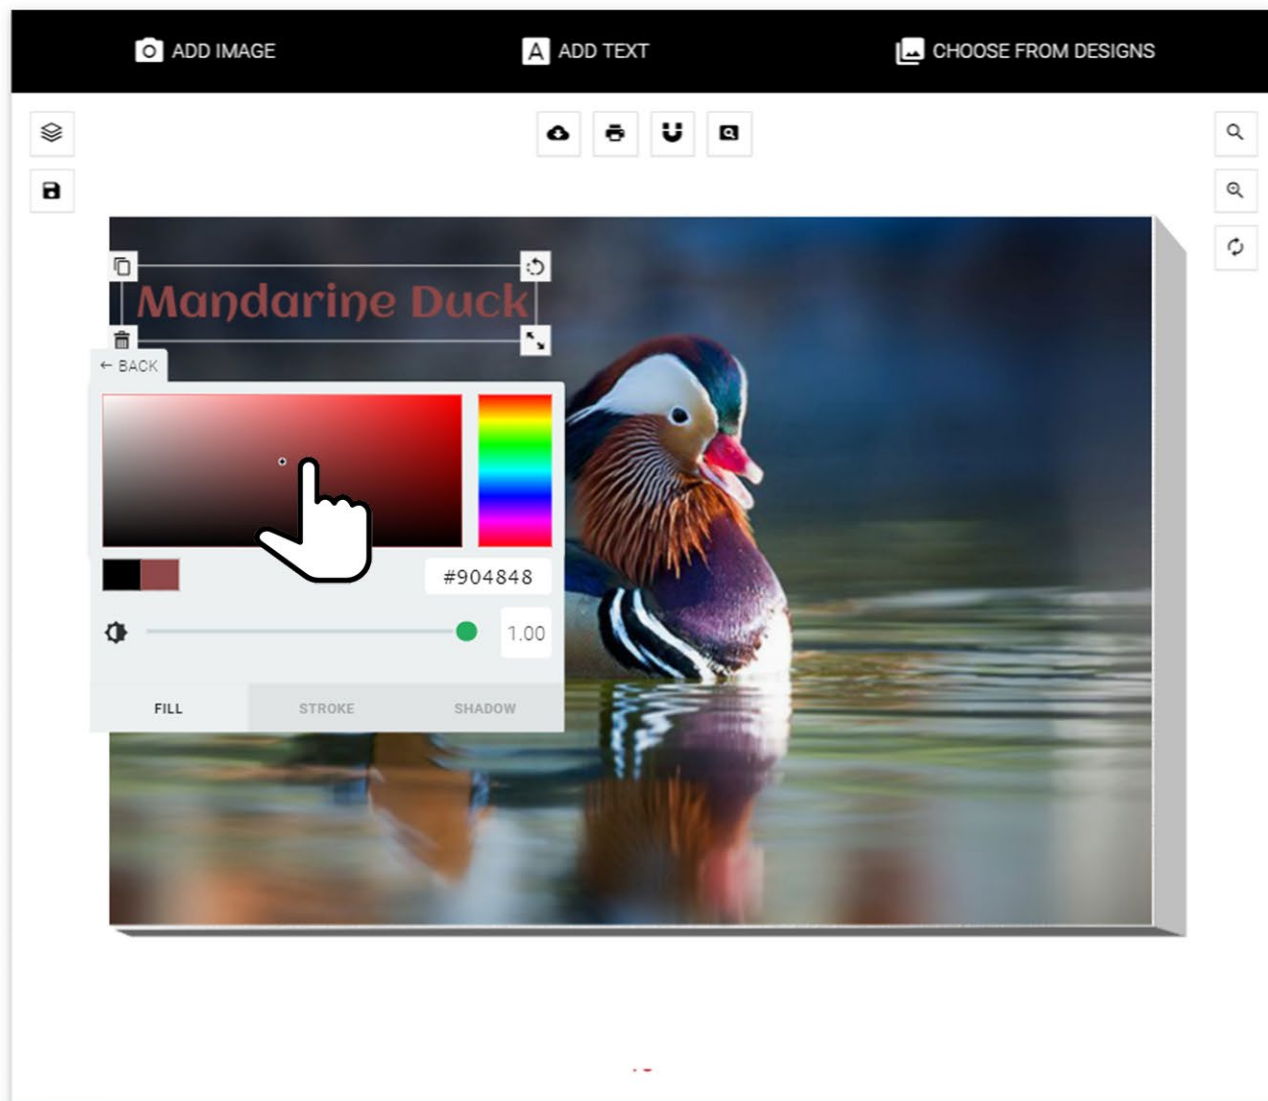 ADD IMAGE
A ADD TEXT
CHOOSE FROM DESIGNS
Mandarine Duck
← BACK
#904848
1.00
FILL
STROKE
SHADOW